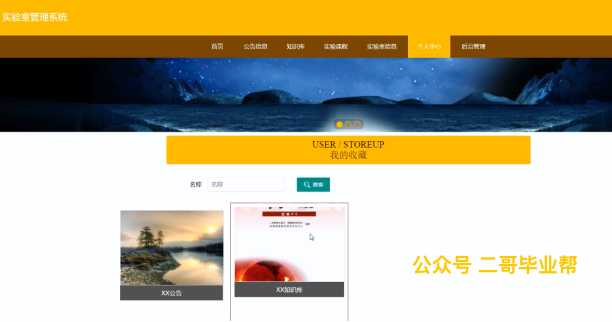 实验室管理系统
首页 公告信息 知识库 实验课程 实验室信息 个人中心 后台管理
USER / STOREUP
我的收藏
名称 名称 搜索
XX公告
XX知识库
公众号 二哥毕业帮